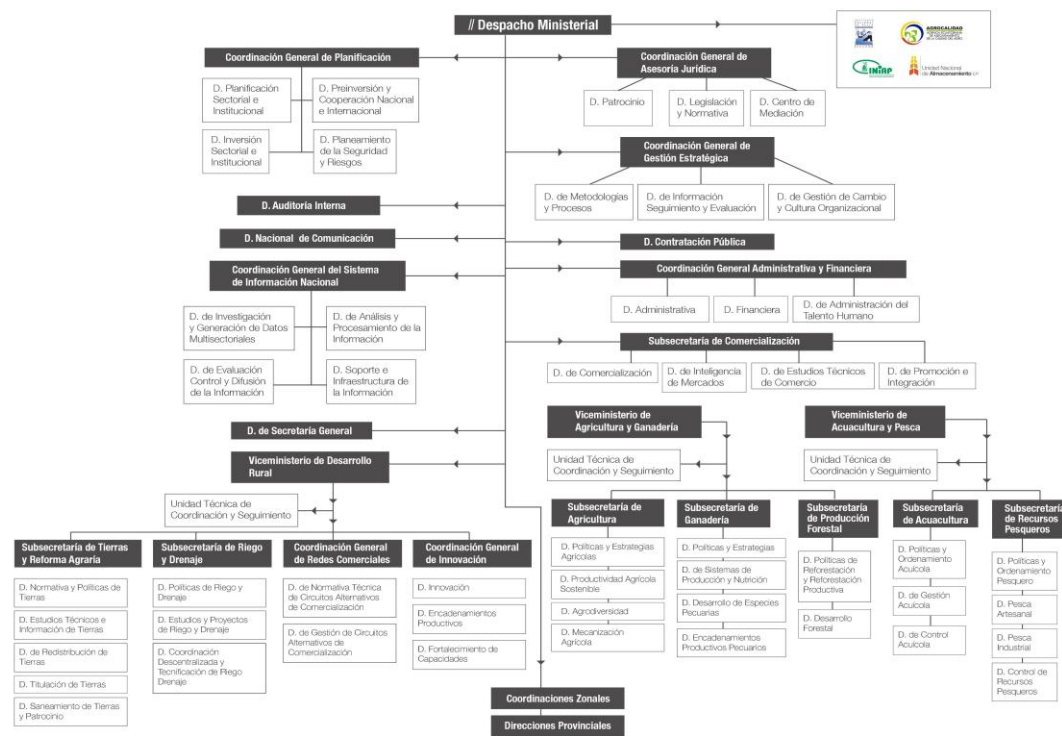 // Despacho Ministerial
AGROCALIDAD
INIAP
Unidad Nacional
de Almacenamiento EP
Coordinación General de Planificación
D. Planificación
Sectorial e
Institucional
D. Preinversión y
Cooperación Nacional
e Internacional
D. Inversión
Sectorial e
Institucional
D. Planeamiento
de la Seguridad
y Riesgos
Coordinación General de
Asesoría Jurídica
D. Patrocinio
D. Legislación
y Normativa
D. Centro de
Mediación
Coordinación General de
Gestión Estratégica
D. de Metodologías
y Procesos
D. de Información
Seguimiento y Evaluación
D. de Gestión de Cambio
y Cultura Organizacional
D. Auditoría Interna
D. Nacional de Comunicación
D. Contratación Pública
Coordinación General del Sistema
de Información Nacional
D. de Investigación
y Generación de Datos
Multisectoriales
D. de Análisis y
Procesamiento de la
Información
D. de Evaluación
Control y Difusión
de la Información
D. Soporte e
Infraestructura de
la Información
Coordinación General Administrativa y Financiera
D. Administrativa
D. Financiera
D. de Administración del
Talento Humano
Subsecretaría de Comercialización
D. de Comercialización
D. de Inteligencia
de Mercados
D. de Estudios Técnicos
de Comercio
D. de Promoción e
Integración
D. de Secretaría General
Viceministerio de Desarrollo
Rural
Unidad Técnica de
Coordinación y Seguimiento
Subsecretaría de Tierras
y Reforma Agraría
D. Normativa y Políticas de
Tierras
D. Estudios Técnicos e
Información de Tierras
D. de Redistribución de
Tierras
D. Titulación de Tierras
D. Saneamiento de Tierras
y Patrocinio
Subsecretaría de Riego
y Drenaje
D. Políticas de Riego y
Drenaje
D. Estudios y Proyectos
de Riego y Drenaje
D. Coordinación
Descentralizada y
Tecnificación de Riego
Drenaje
Coordinación General
de Redes Comerciales
D. de Normativa Técnica
de Circuitos Alternativos
de Comercialización
D. de Gestión de Circuitos
Alternativos de
Comercialización
Coordinación General
de Innovación
D. Innovación
D. Encadenamientos
Productivos
D. Fortalecimiento de
Capacidades
Viceministerio de
Agricultura y Ganadería
Unidad Técnica de
Coordinación y Seguimiento
Subsecretaría de
Agricultura
D. Políticas y Estrategias
Agrícolas
D. Productividad Agrícola
Sostenible
D. Agrodiversidad
D. Mecanización
Agrícola
Subsecretaría de
Ganadería
D. Políticas y Estrategias
D. de Sistemas de
Producción y Nutrición
D. Desarrollo de Especies
Pecuarias
D. Encadenamientos
Productivos Pecuarios
Subsecretaría
de Producción
Forestal
D. Políticas de
Reforestación
y Reforestación
Productiva
D. Desarrollo
Forestal
Viceministerio de
Acuacultura y Pesca
Unidad Técnica de
Coordinación y Seguimiento
Subsecretaría
de Acuacultura
D. Políticas y
Ordenamiento
Acuícola
D. de Gestión
Acuícola
D. de Control
Acuícola
Subsecretaría
de Recursos
Pesqueros
D. Políticas y
Ordenamiento
Pesquero
D. Pesca
Artesanal
D. Pesca
Industrial
D. Control de
Recursos
Pesqueros
Coordinaciones Zonales
Direcciones Provinciales